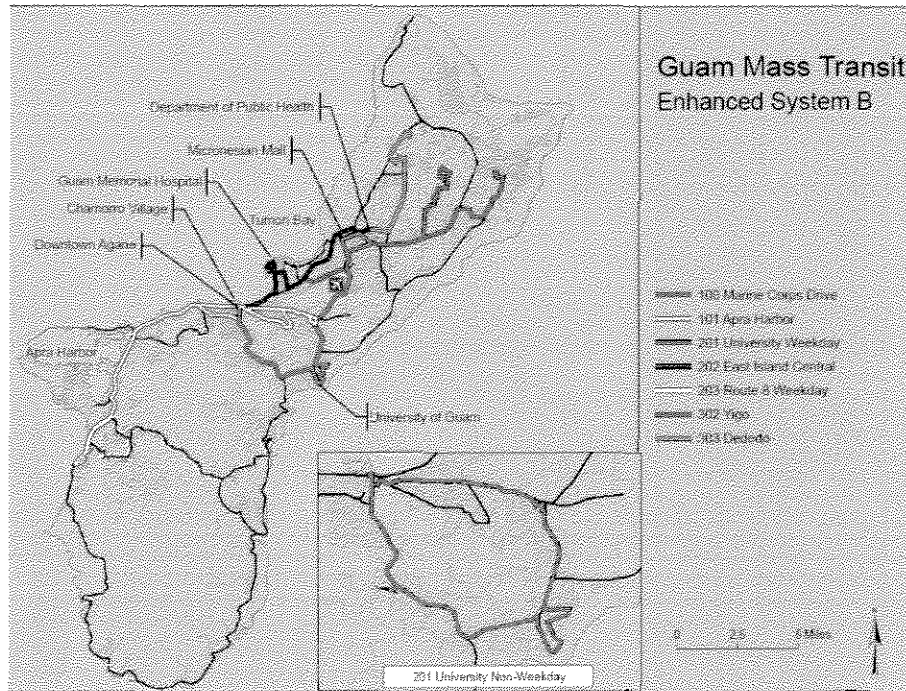 Guam Mass Transit
Enhanced System B
Department of Public Health
Micronesian Mall
Guam Memorial Hospital
Chamorro Village
Tumon Bay
Downtown Agana
Apra Harbor
University of Guam
100 Marine Corps Drive
101 Apra Harbor
201 University Weekday
202 East Island Central
203 Route 8 Weekday
302 Yigo
303 Dededo
0 2.5 5 Miles
201 University Non-Weekday